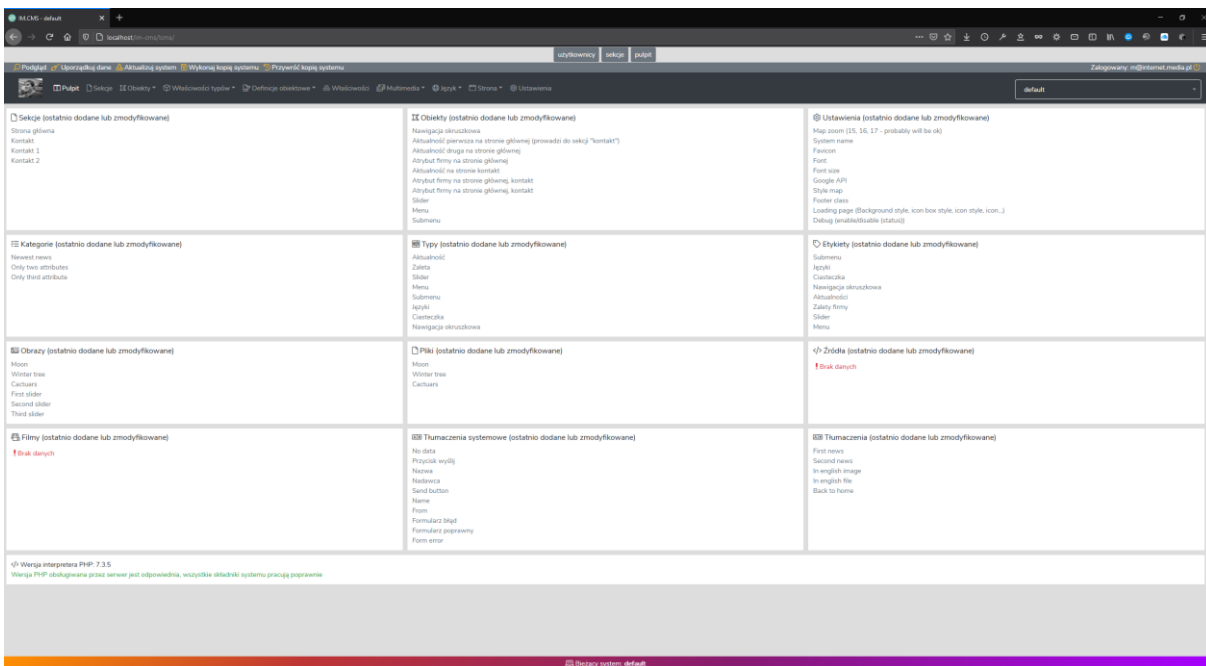 IM.CMS - default
localhost/im-cms/cms/
użytkownicy sekcje pulpit
Podgląd Uporządkuj dane Aktualizuj system Wykonaj kopię systemu Przywróć kopię systemu
Zalogowany: m@internet.media.pl
Pulpit Sekcje Obiekty Właściwości typów Definicje obiektowe Właściwości Multimedia Język Strona Ustawienia
default
Sekcje (ostatnio dodane lub zmodyfikowane)
Strona główna
Kontakt
Kontakt 1
Kontakt 2
Obiekty (ostatnio dodane lub zmodyfikowane)
Nawigacja okruszkowa
Aktualność pierwsza na stronie głównej (prowadzi do sekcji "kontakt")
Aktualność druga na stronie głównej
Atrybut firmy na stronie głównej
Aktualność na stronie kontakt
Atrybut firmy na stronie głównej, kontakt
Atrybut firmy na stronie głównej, kontakt
Slider
Menu
Submenu
Ustawienia (ostatnio dodane lub zmodyfikowane)
Map zoom (15, 16, 17 - probably will be ok)
System name
Favicon
Font
Font size
Google API
Style map
Footer class
Loading page (Background style, icon box style, icon style, icon...)
Debug (enable/disable (status))
Kategorie (ostatnio dodane lub zmodyfikowane)
Newest news
Only two attributes
Only third attribute
Typy (ostatnio dodane lub zmodyfikowane)
Aktualność
Zaleta
Slider
Menu
Submenu
Języki
Ciasteczka
Nawigacja okruszkowa
Etykiety (ostatnio dodane lub zmodyfikowane)
Submenu
Języki
Ciasteczka
Nawigacja okruszkowa
Aktualności
Zalety firmy
Slider
Menu
Obrazy (ostatnio dodane lub zmodyfikowane)
Moon
Winter tree
Cactuars
First slider
Second slider
Third slider
Pliki (ostatnio dodane lub zmodyfikowane)
Moon
Winter tree
Cactuars
Źródła (ostatnio dodane lub zmodyfikowane)
Brak danych
Filmy (ostatnio dodane lub zmodyfikowane)
Brak danych
Tłumaczenia systemowe (ostatnio dodane lub zmodyfikowane)
No data
Przycisk wyślij
Nazwa
Nadawca
Send button
Name
From
Formularz błąd
Formularz poprawny
Form error
Tłumaczenia (ostatnio dodane lub zmodyfikowane)
First news
Second news
In english image
In english file
Back to home
Wersja interpretera PHP: 7.3.5
Wersja PHP obsługiwana przez serwer jest odpowiednia, wszystkie składniki systemu pracują poprawnie
Bieżący system: default